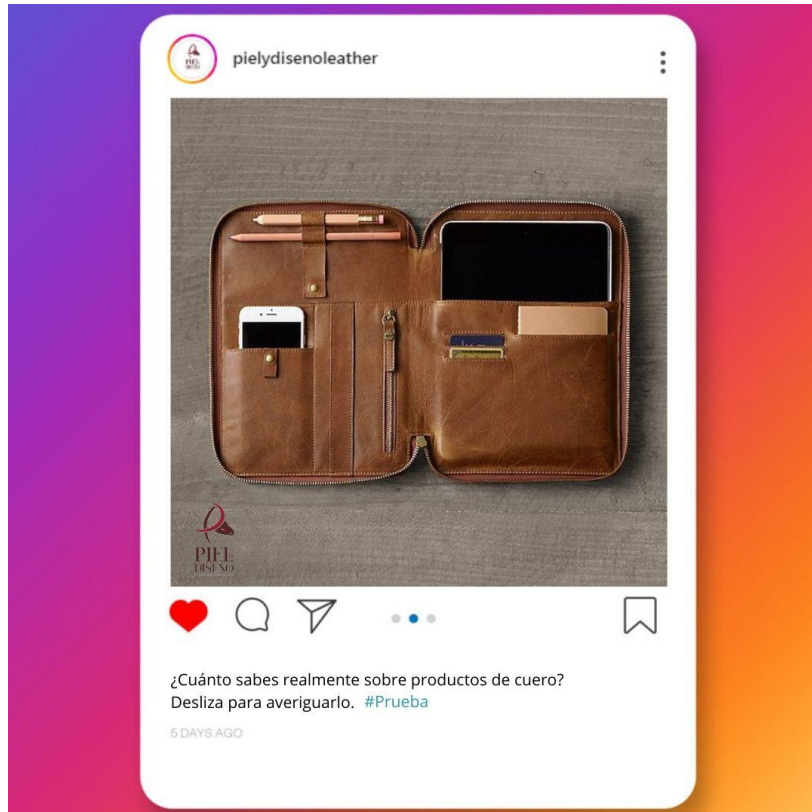 pielydisenoleather
PIEL
DISEÑO
¿Cuánto sabes realmente sobre productos de cuero?
Desliza para averiguarlo. #Prueba
5 DAYS AGO